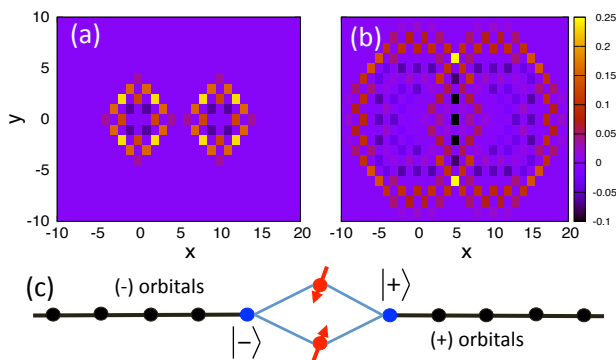 (a) (b)
10 5 0 -5 -10
y
-10 -5 0 5 10 15 20
x
-10 -5 0 5 10 15 20
x
0.25 0.2 0.15 0.1 0.05 0 -0.05 -0.1
(c) (-) orbitals
|−⟩ |+⟩
(+) orbitals